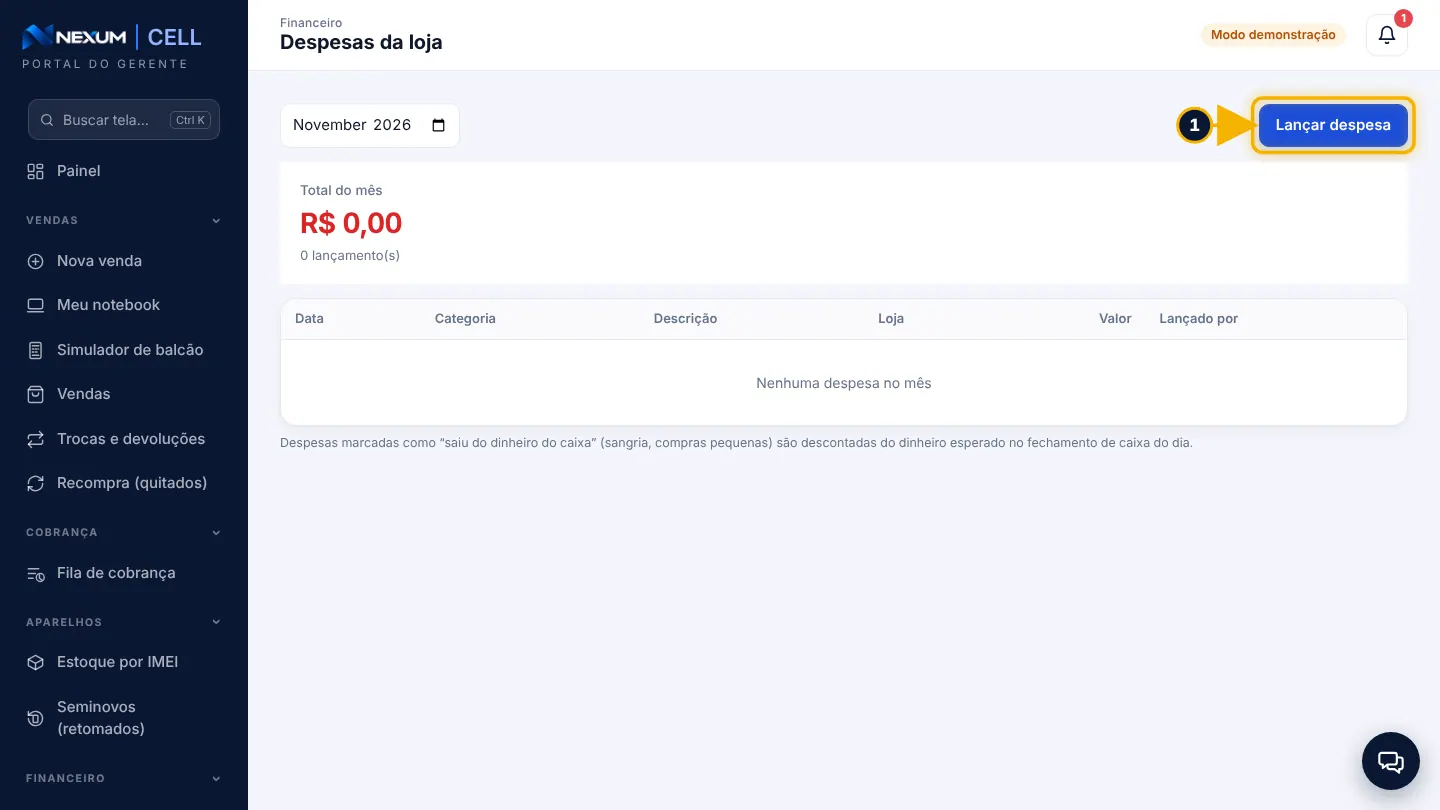 NEXUM | CELL
PORTAL DO GERENTE
Buscar tela... Ctrl K
Painel
VENDAS
Nova venda
Meu notebook
Simulador de balcão
Vendas
Trocas e devoluções
Recompra (quitados)
COBRANÇA
Fila de cobrança
APARELHOS
Estoque por IMEI
Seminovos
(retomados)
FINANCEIRO
Financeiro
Despesas da loja
Modo demonstração
1
November 2026
1
Lançar despesa
Total do mês
R$ 0,00
0 lançamento(s)
Data Categoria Descrição Loja Valor Lançado por
Nenhuma despesa no mês
Despesas marcadas como “saiu do dinheiro do caixa” (sangria, compras pequenas) são descontadas do dinheiro esperado no fechamento de caixa do dia.